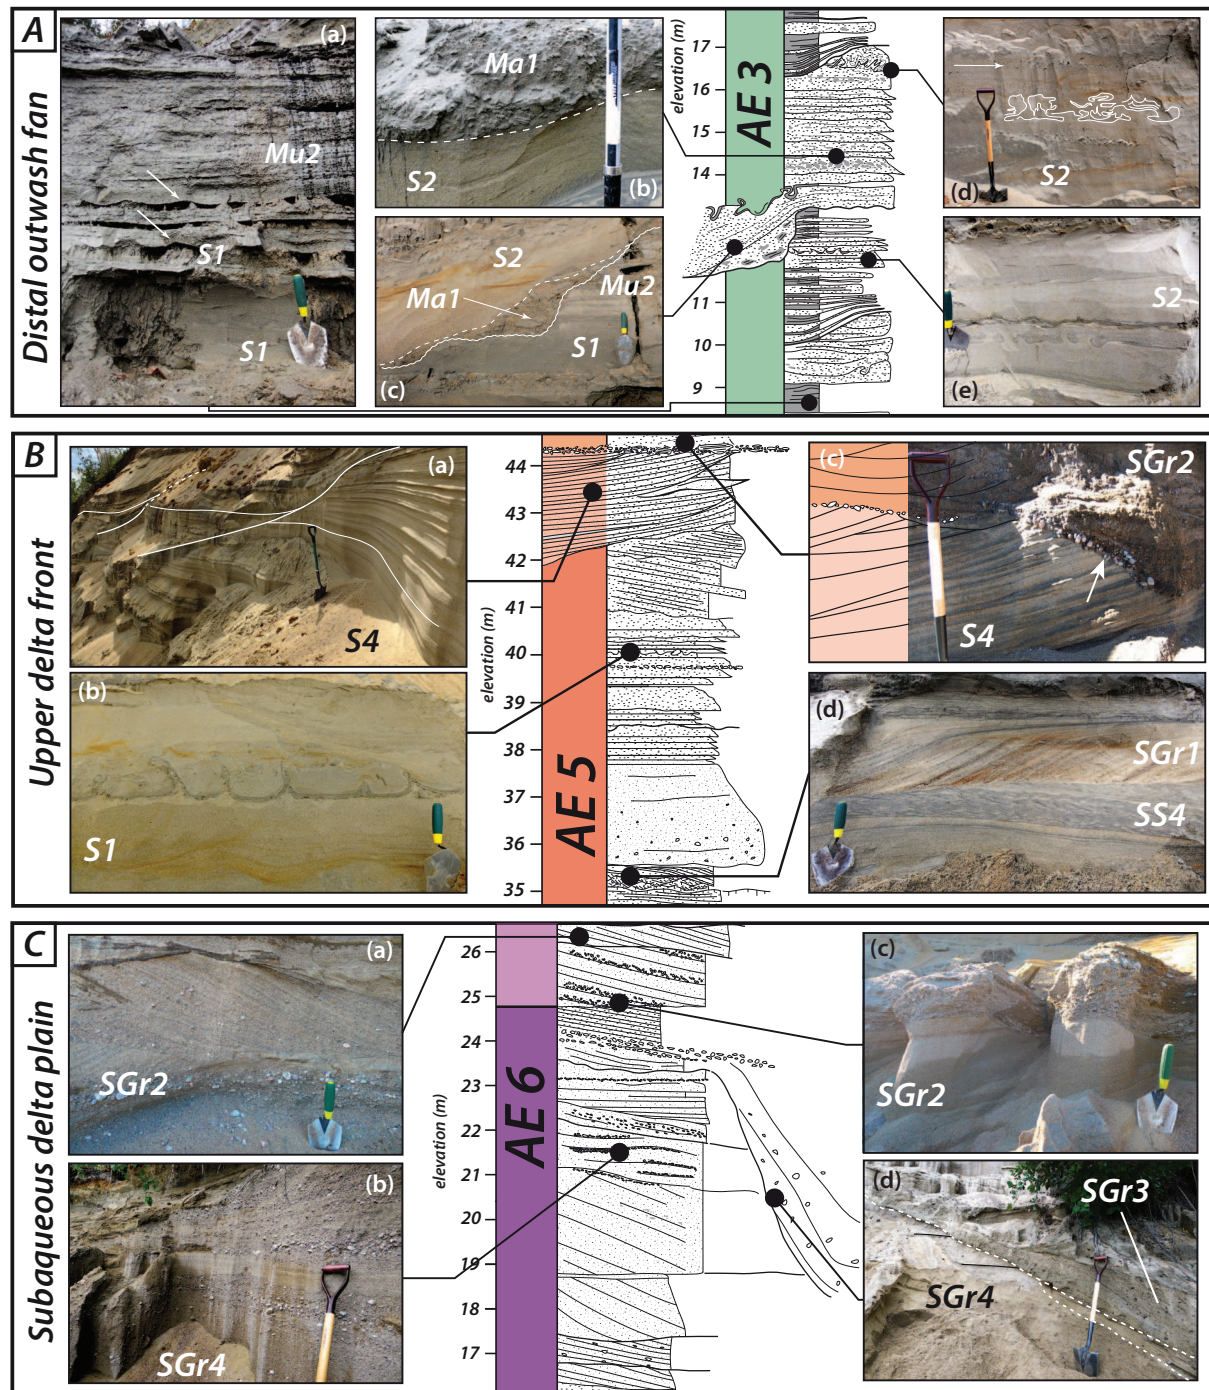 A
Distal outwash fan
(a)
Mu2
S1
S1
Ma1
S2
(b)
S2
Ma1
Mu2
S1
(c)
elevation (m)
17
16
15
14
11
10
9
AE 3
S2
(d)
S2
(e)
B
Upper delta front
(a)
S4
(b)
S1
elevation (m)
44
43
42
41
40
39
38
37
36
35
AE 5
(c)
SGr2
S4
(d)
SGr1
SS4
C
Subaqueous delta plain
(a)
SGr2
(b)
SGr4
elevation (m)
26
25
24
23
22
21
20
19
18
17
AE 6
(c)
SGr2
(d)
SGr3
SGr4